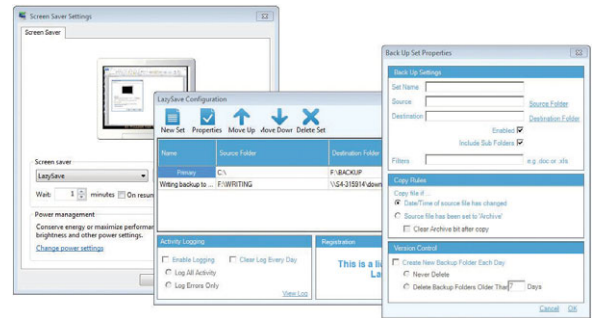 Screen Saver Settings
Screen Saver
Screen saver
LazySave
Wait: 1 minutes On resum
Power management
Conserve energy or maximize performan
brightness and other power settings.
Change power settings
LazySave Configuration
New Set Properties Move Up Move Down Delete Set
Name Source Folder Destination Folder
Primary C:\ F:\BACKUP
Writing backup to ... F:\WRITING \\S4-315914\down
Activity Logging
Enable Logging Clear Log Every Day
Log All Activity
Log Errors Only
View Log
Registration
This is a li
La
Back Up Set Properties
Back Up Settings
Set Name
Source Source Folder
Destination Destination Folder
Enabled
Include Sub Folders
Filters e.g. doc or .xls
Copy Rules
Copy file if...
Date/Time of source file has changed
Source file has been set to 'Archive'
Clear Archive bit after copy
Version Control
Create New Backup Folder Each Day
Never Delete
Delete Backup Folders Older Than 7 Days
Cancel OK